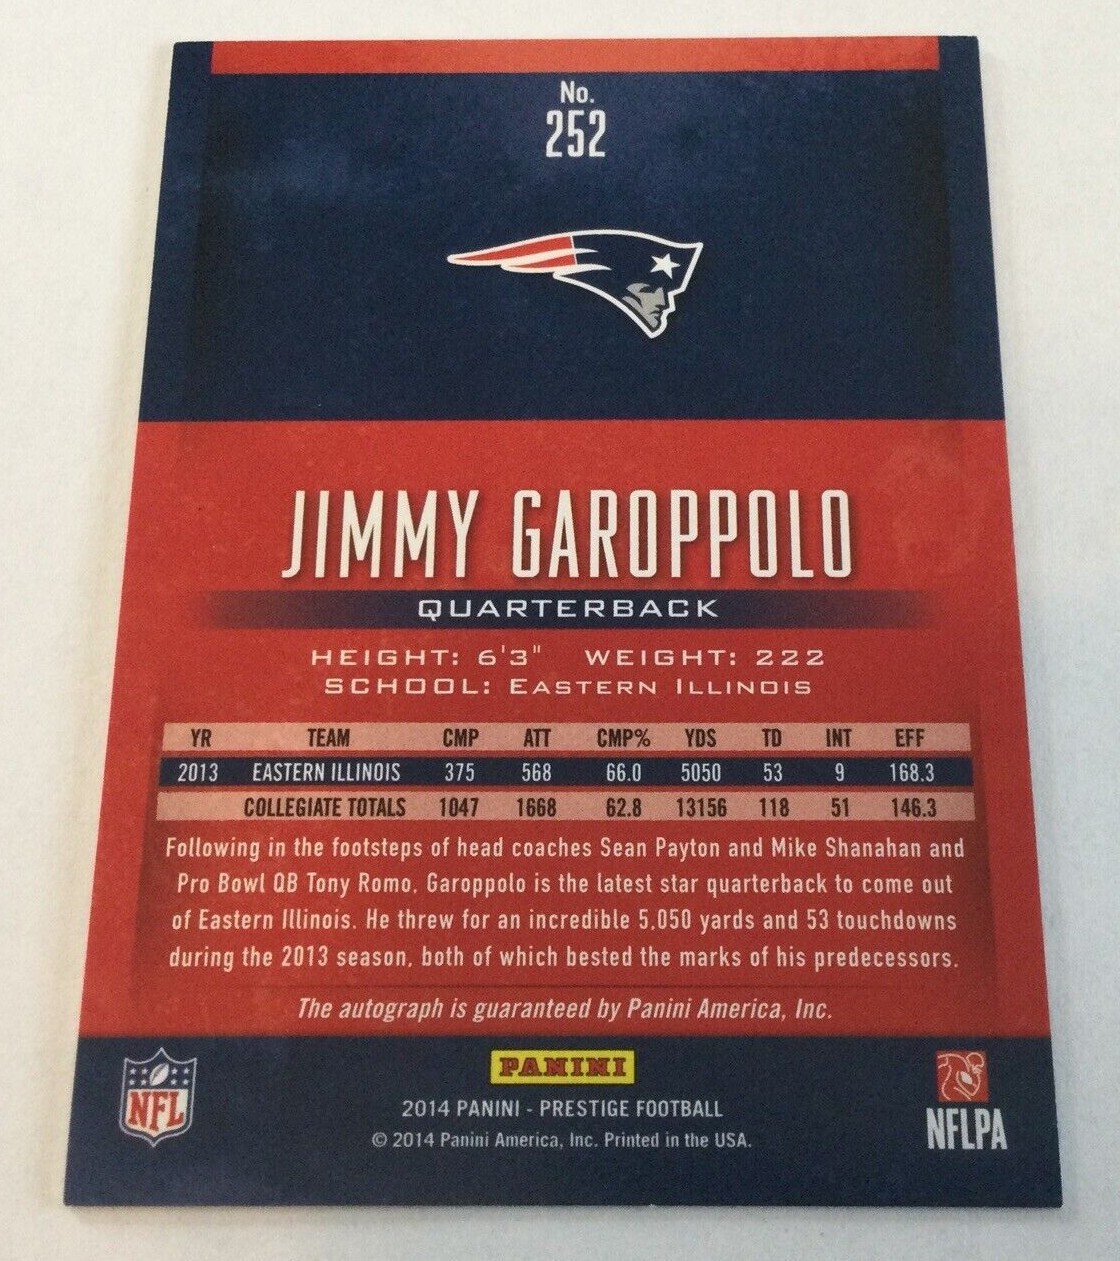 No.
252
JIMMY GAROPPOLO
QUARTERBACK
HEIGHT: 6'3" WEIGHT: 222
SCHOOL: EASTERN ILLINOIS
YR TEAM CMP ATT CMP% YDS TD INT EFF
2013 EASTERN ILLINOIS 375 568 66.0 5050 53 9 168.3
COLLEGIATE TOTALS 1047 1668 62.8 13156 118 51 146.3
Following in the footsteps of head coaches Sean Payton and Mike Shanahan and
Pro Bowl QB Tony Romo, Garoppolo is the latest star quarterback to come out
of Eastern Illinois. He threw for an incredible 5,050 yards and 53 touchdowns
during the 2013 season, both of which bested the marks of his predecessors.
The autograph is guaranteed by Panini America, Inc.
NFL
PANINI
2014 PANINI - PRESTIGE FOOTBALL
© 2014 Panini America, Inc. Printed in the USA.
NFLPA